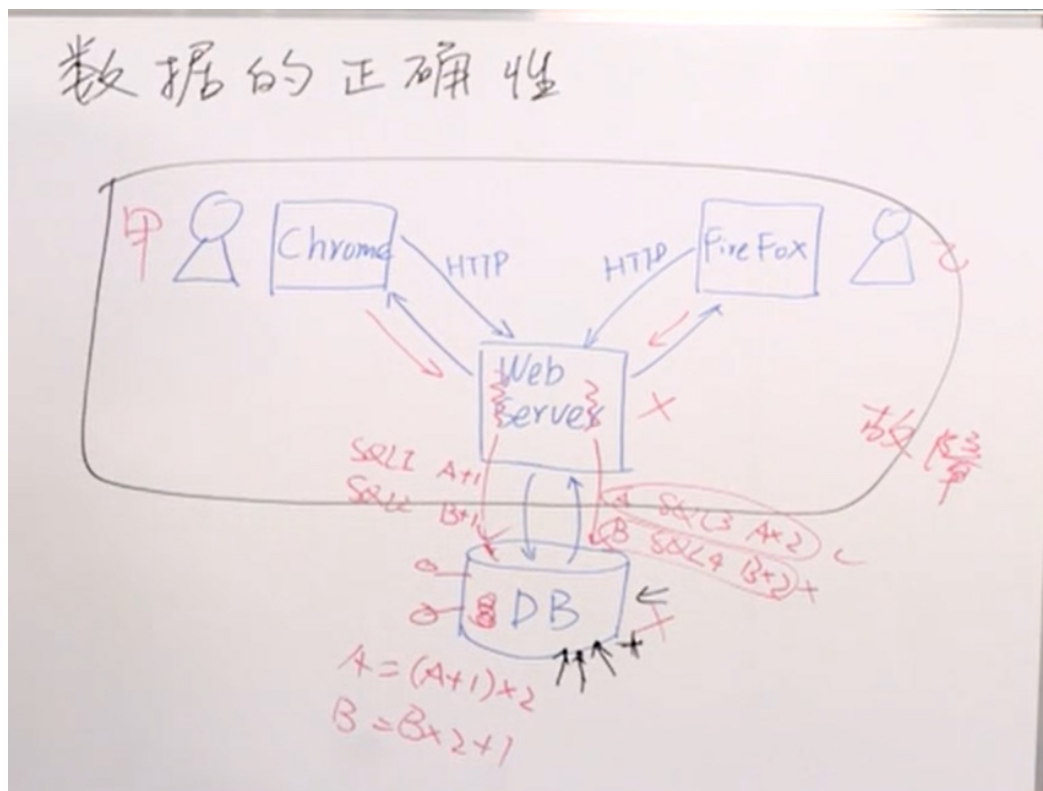 数据的正确性
甲
Chrome
HTTP
HTTP
FireFox
乙
Web
Server
×
故障
SQL1 A+1
SQL2 B+1
A SQL3 A×2 ✓
B SQL4 B×2 ×
DB
×
A=(A+1)×2
B=B×2+1